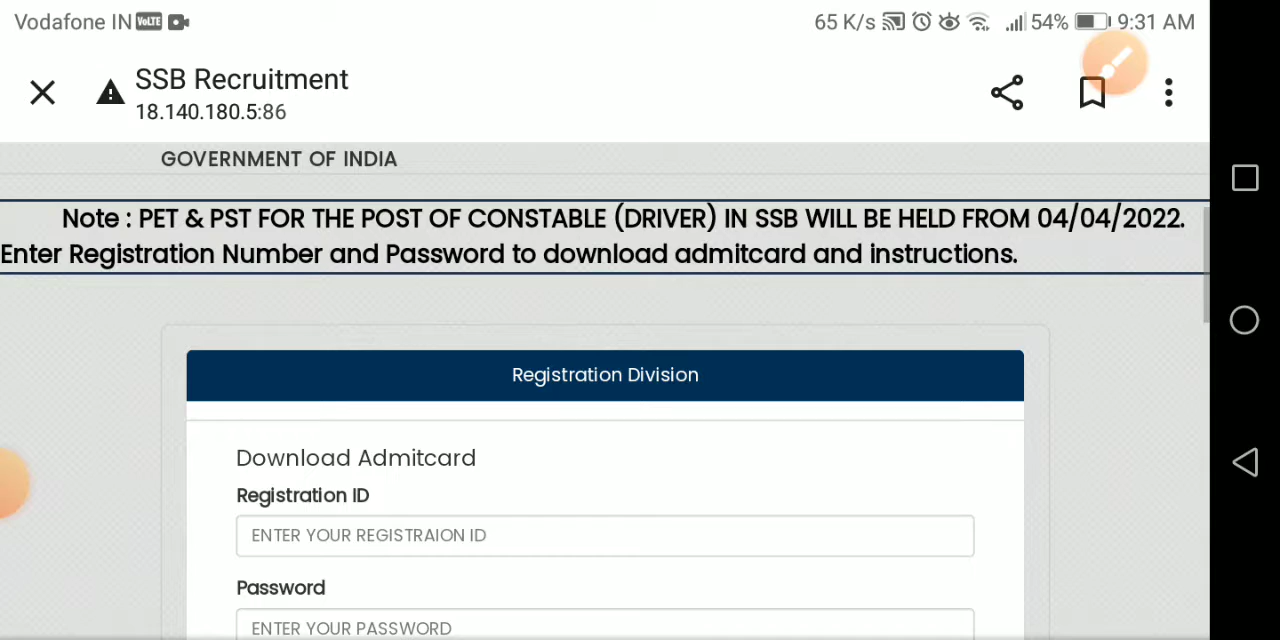 Vodafone IN VoLTE 65 K/s 54% 9:31 AM
SSB Recruitment
18.140.180.5:86
GOVERNMENT OF INDIA
Note : PET & PST FOR THE POST OF CONSTABLE (DRIVER) IN SSB WILL BE HELD FROM 04/04/2022.
Enter Registration Number and Password to download admitcard and instructions.
Registration Division
Download Admitcard
Registration ID
ENTER YOUR REGISTRAION ID
Password
ENTER YOUR PASSWORD